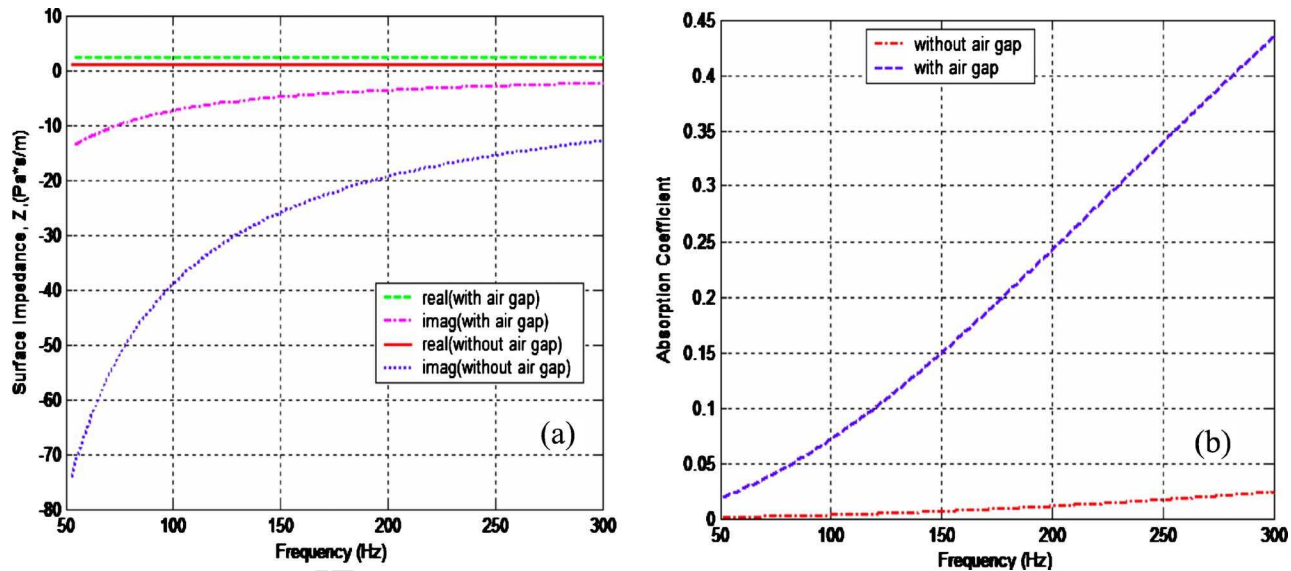 10
0
-10
-20
-30
-40
-50
-60
-70
-80
50
100
150
200
250
300
Surface Impedance, Z,(Pa*s/m)
Frequency (Hz)
real(with air gap)
imag(with air gap)
real(without air gap)
imag(without air gap)
(a)
0.45
0.4
0.35
0.3
0.25
0.2
0.15
0.1
0.05
0
50
100
150
200
250
300
Absorption Coefficient
Frequency (Hz)
without air gap
with air gap
(b)